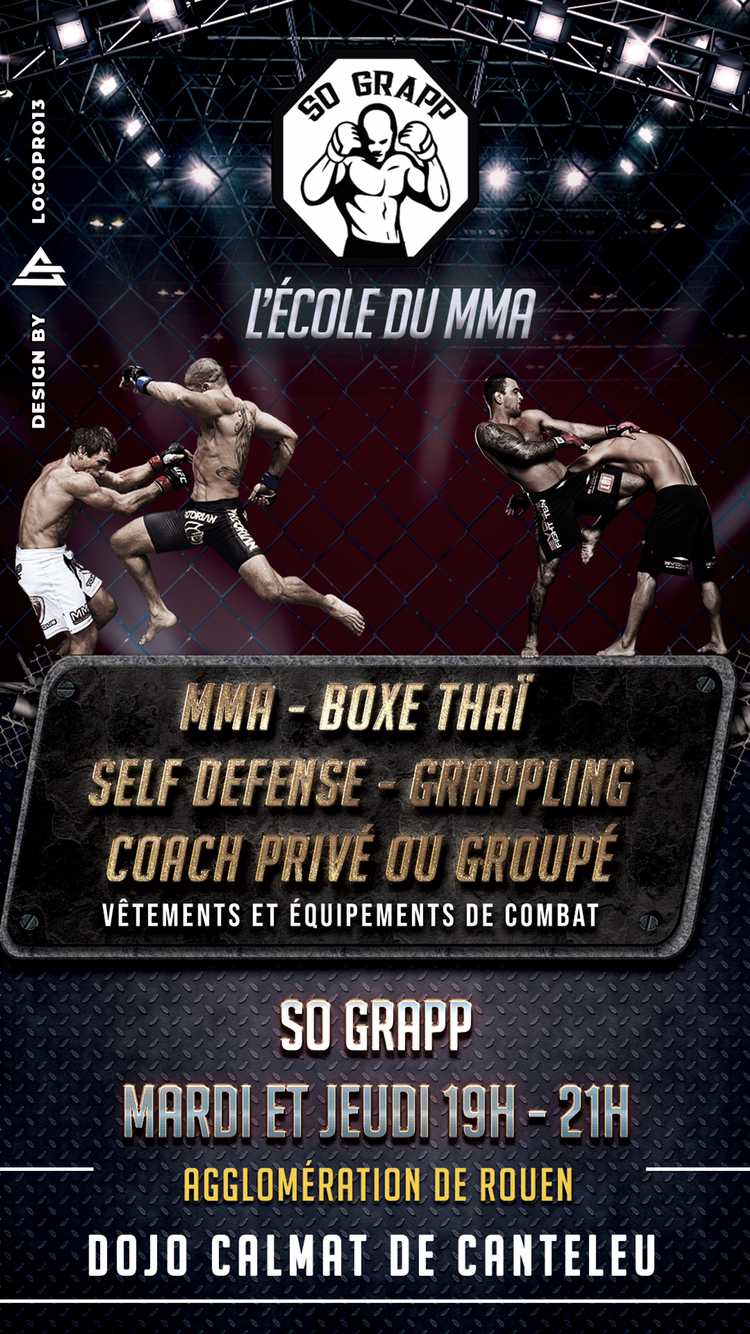 SO GRAPP
L'ÉCOLE DU MMA
DESIGN BY LOGOPRO13
MMA - BOXE THAÏ
SELF DEFENSE - GRAPPLING
COACH PRIVÉ OU GROUPÉ
VÊTEMENTS ET ÉQUIPEMENTS DE COMBAT
SO GRAPP
MARDI ET JEUDI 19H - 21H
AGGLOMÉRATION DE ROUEN
DOJO CALMAT DE CANTELEU